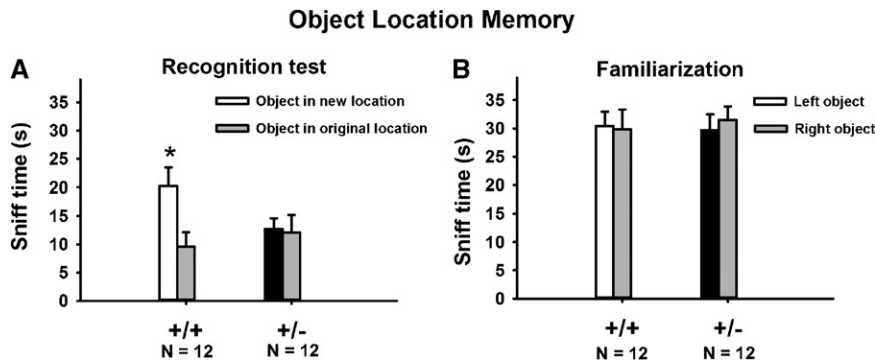 Object Location Memory
A
Recognition test
Sniff time (s)
35
30
25
20
15
10
5
0
Object in new location
Object in original location
*
+/+
N = 12
+/-
N = 12
B
Familiarization
Sniff time (s)
35
30
25
20
15
10
5
0
Left object
Right object
+/+
N = 12
+/-
N = 12